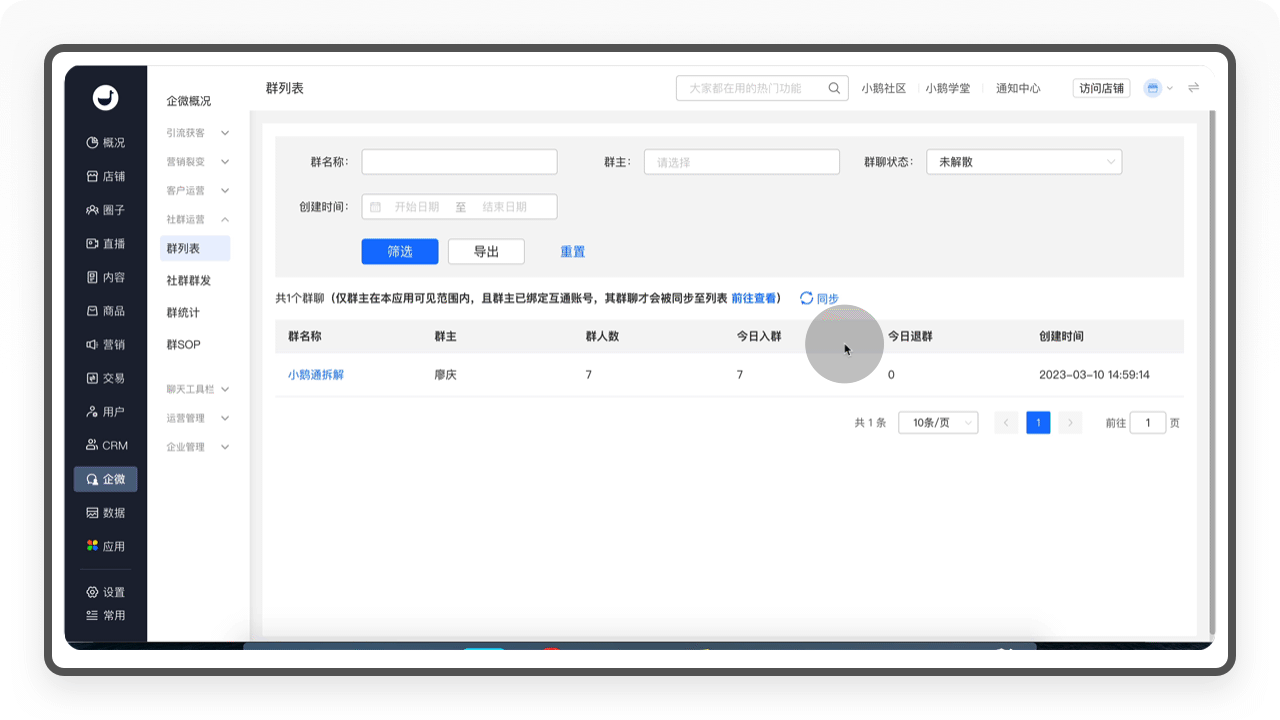 群列表
大家都在用的热门功能
小鹅社区
小鹅学堂
通知中心
访问店铺
概况
店铺
圈子
直播
内容
商品
营销
交易
用户
CRM
企微
数据
应用
设置
常用
企微概况
引流获客
营销裂变
客户运营
社群运营
群列表
社群群发
群统计
群SOP
聊天工具栏
运营管理
企业管理
群名称：
群主： 请选择
群聊状态： 未解散
创建时间： 开始日期 至 结束日期
筛选 导出 重置
共1个群聊（仅群主在本应用可见范围内，且群主已绑定互通账号，其群聊才会被同步至列表 前往查看） 同步
群名称 群主 群人数 今日入群 今日退群 创建时间
小鹅通拆解 廖庆 7 7 0 2023-03-10 14:59:14
共 1 条 10条/页 1 前往 1 页